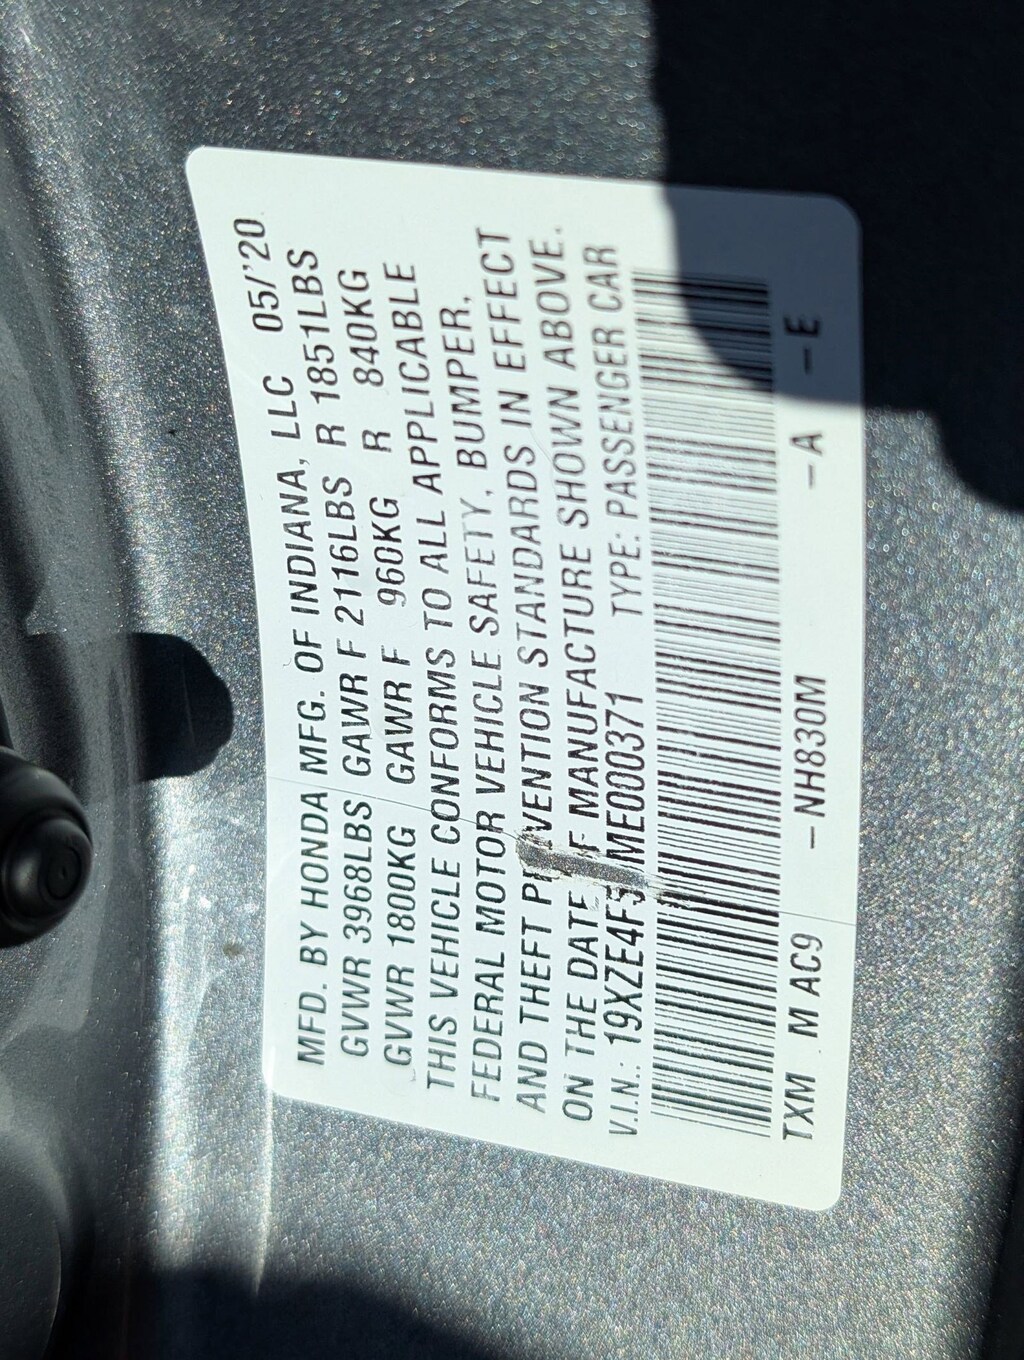 MFD. BY HONDA MFG. OF INDIANA, LLC 05/'20
GVWR 3968LBS GAWR F 2116LBS R 1851LBS
GVWR 1800KG GAWR F 960KG R 840KG
THIS VEHICLE CONFORMS TO ALL APPLICABLE
FEDERAL MOTOR VEHICLE SAFETY, BUMPER,
AND THEFT PREVENTION STANDARDS IN EFFECT
ON THE DATE OF MANUFACTURE SHOWN ABOVE.
V.I.N.: TYPE: PASSENGER CAR
TXM M AC9 -NH830M -A -E